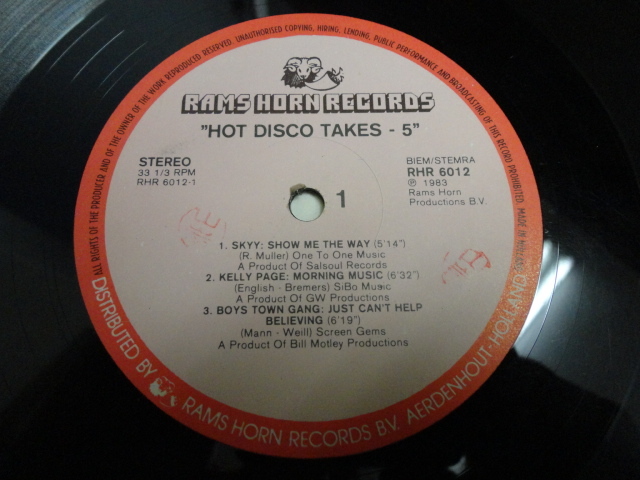 ALL RIGHTS OF THE PRODUCER AND OF THE OWNER OF THE WORK REPRODUCED RESERVED. UNAUTHORISED COPYING, HIRING, LENDING, PUBLIC PERFORMANCE AND BROADCASTING OF THIS RECORD PROHIBITED. MADE IN HOLLAND
RAMS HORN RECORDS
"HOT DISCO TAKES - 5"
STEREO
33 1/3 RPM
RHR 6012-1
BIEM/STEMRA
RHR 6012
℗ 1983
Rams Horn
Productions B.V.
1
1. SKYY: SHOW ME THE WAY (5'14")
(R. Muller) One To One Music
A Product Of Salsoul Records
2. KELLY PAGE: MORNING MUSIC (6'32")
(English - Bremers) SiBo Music
A Product Of GW Productions
3. BOYS TOWN GANG: JUST CAN'T HELP
BELIEVING (6'19")
(Mann - Weill) Screen Gems
A Product Of Bill Motley Productions
DISTRIBUTED BY RAMS HORN RECORDS B.V. AERDENHOUT - HOLLAND